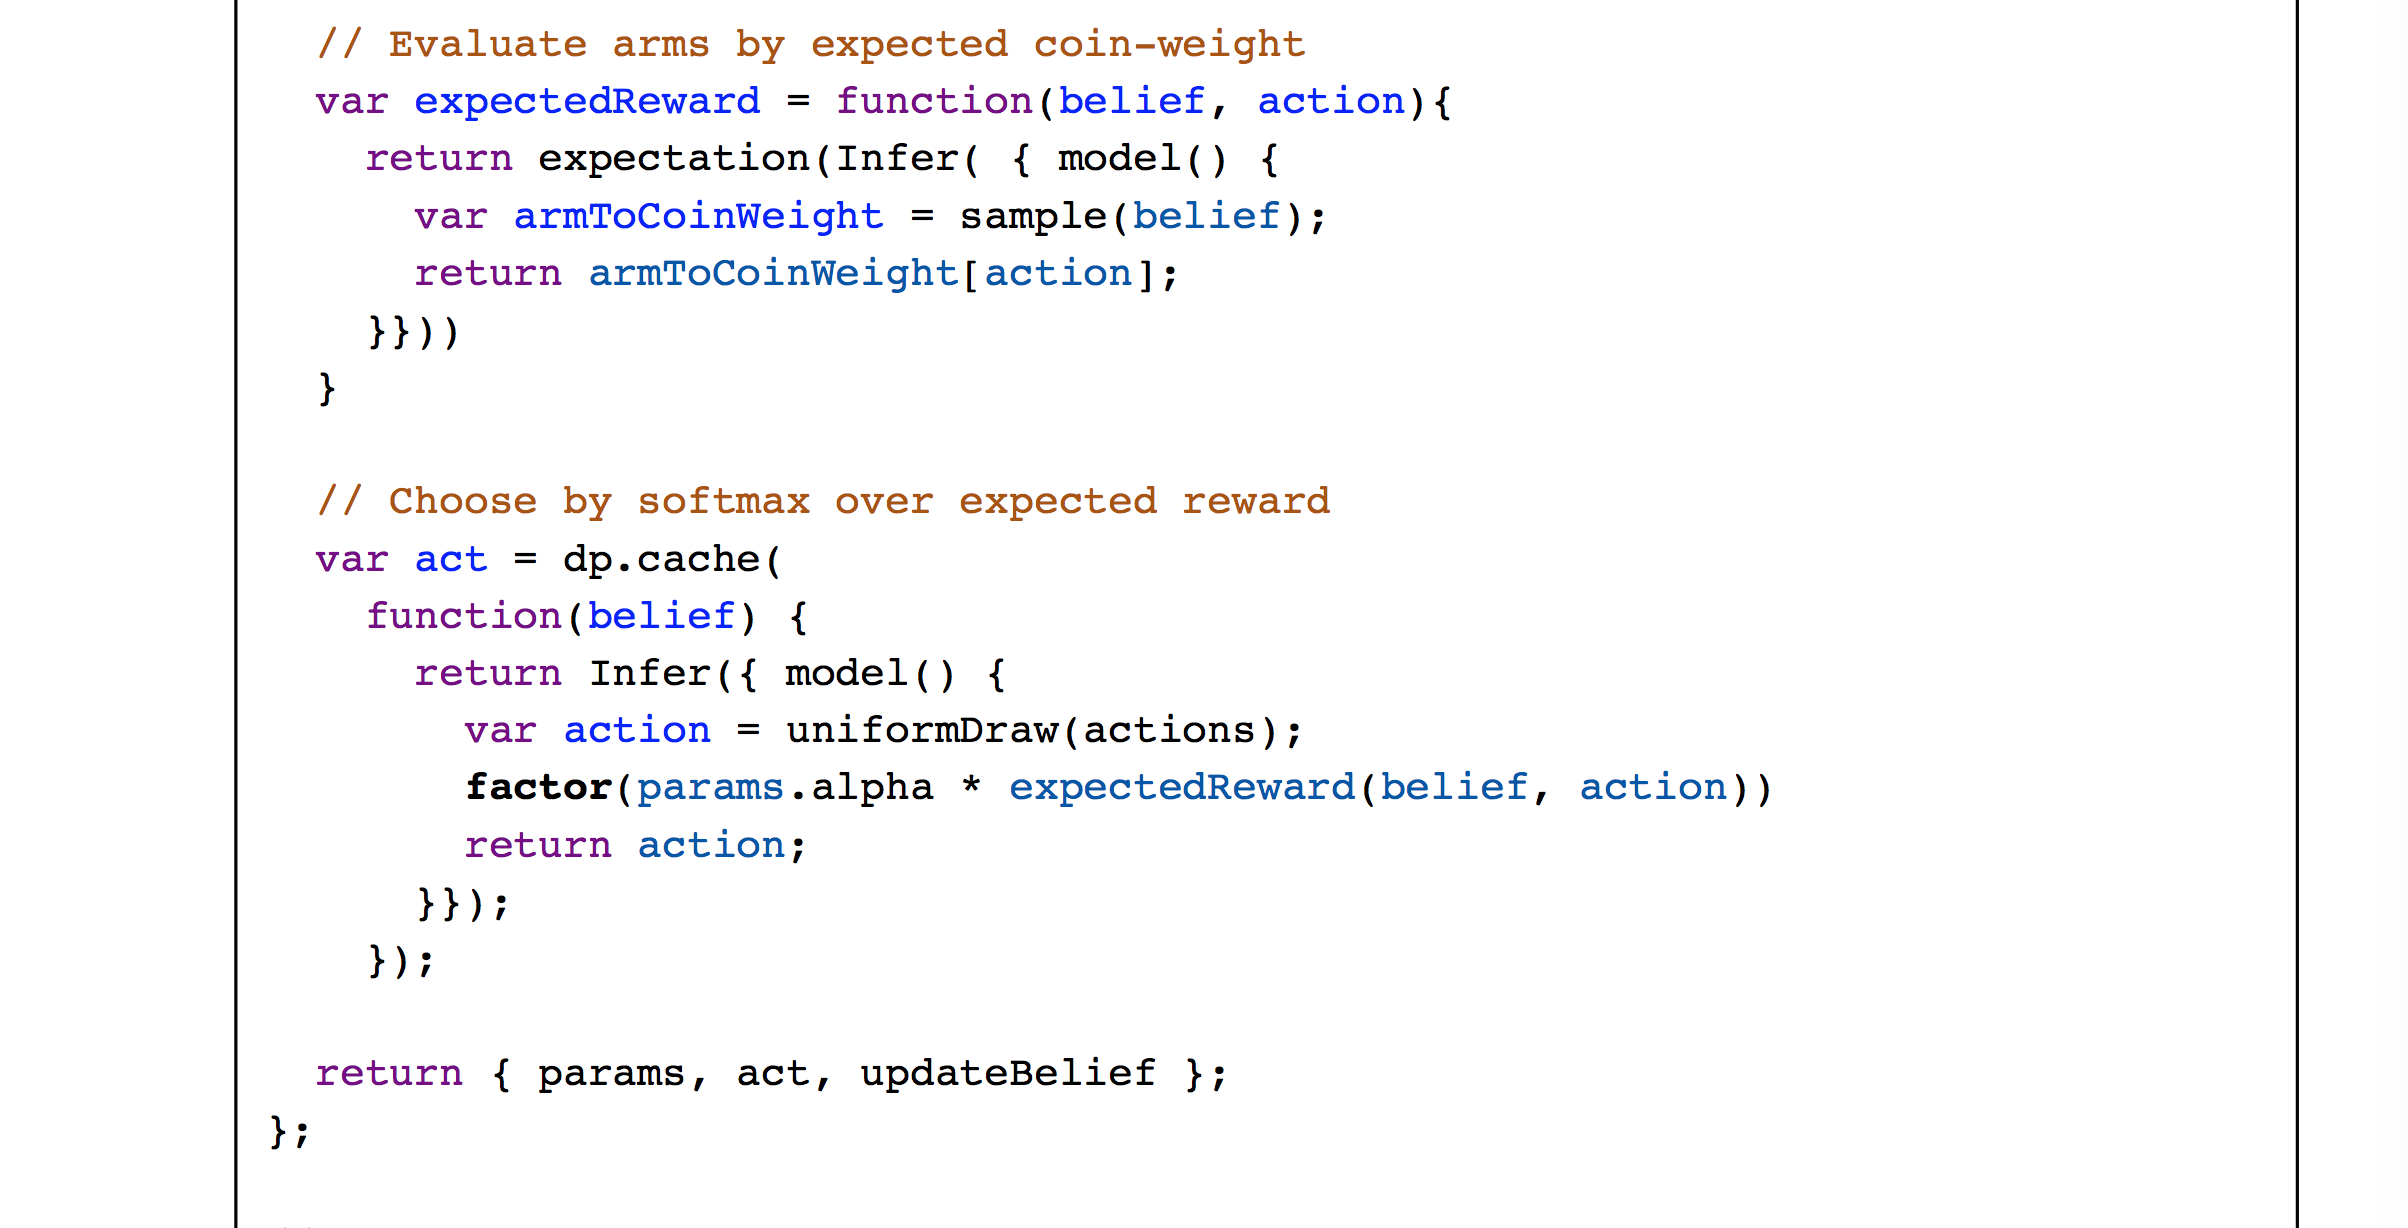 // Evaluate arms by expected coin-weight
var expectedReward = function(belief, action){
return expectation(Infer( { model() {
var armToCoinWeight = sample(belief);
return armToCoinWeight[action];
}}))
}
// Choose by softmax over expected reward
var act = dp.cache(
function(belief) {
return Infer({ model() {
var action = uniformDraw(actions);
factor(params.alpha * expectedReward(belief, action))
return action;
}});
});
return { params, act, updateBelief };
};